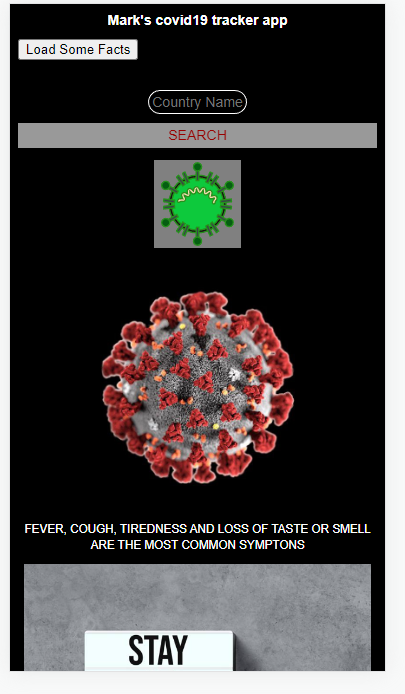 Mark's covid19 tracker app
Load Some Facts
Country Name
SEARCH
FEVER, COUGH, TIREDNESS AND LOSS OF TASTE OR SMELL
ARE THE MOST COMMON SYMPTONS
STAY